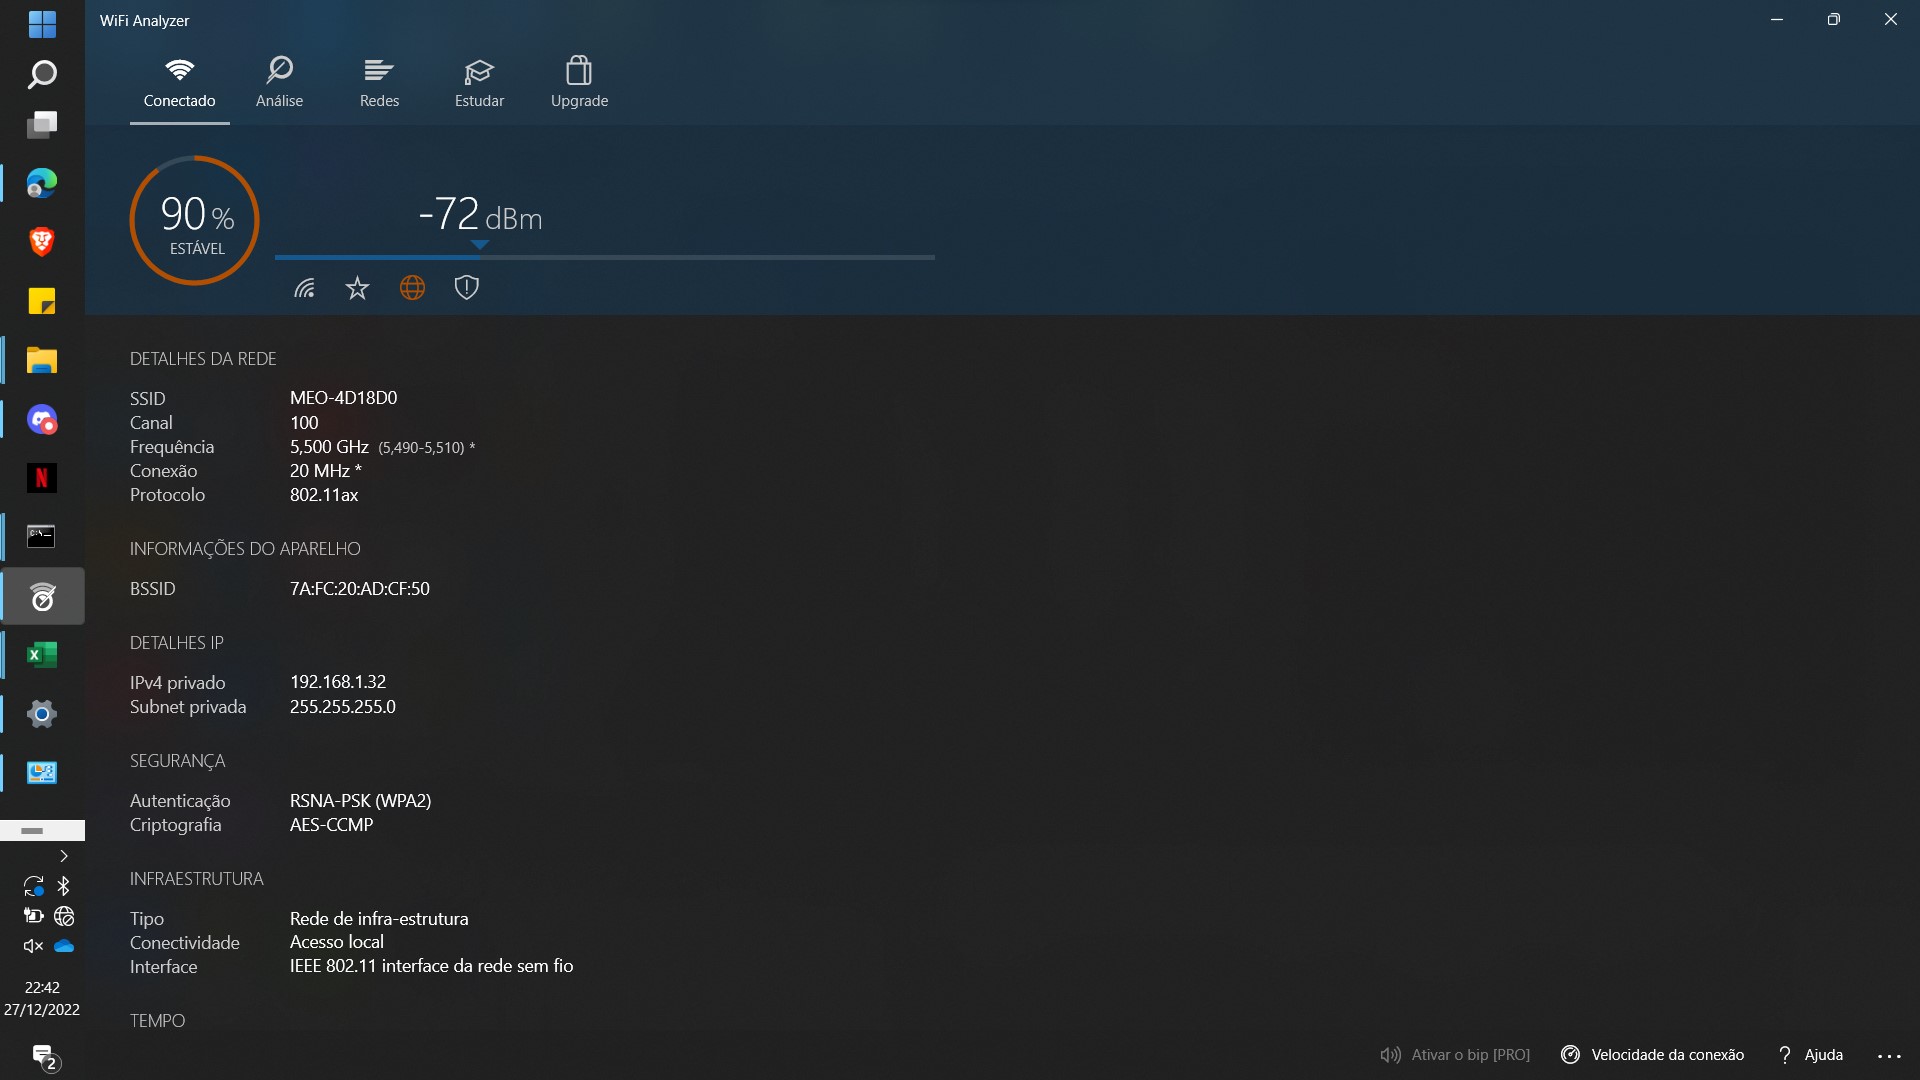 WiFi Analyzer
Conectado
Análise
Redes
Estudar
Upgrade
90 %
ESTÁVEL
-72 dBm
DETALHES DA REDE
SSID MEO-4D18D0
Canal 100
Frequência 5,500 GHz (5,490-5,510) *
Conexão 20 MHz *
Protocolo 802.11ax
INFORMAÇÕES DO APARELHO
BSSID 7A:FC:20:AD:CF:50
DETALHES IP
IPv4 privado 192.168.1.32
Subnet privada 255.255.255.0
SEGURANÇA
Autenticação RSNA-PSK (WPA2)
Criptografia AES-CCMP
INFRAESTRUTURA
Tipo Rede de infra-estrutura
Conectividade Acesso local
Interface IEEE 802.11 interface da rede sem fio
TEMPO
22:42
27/12/2022
2
Ativar o bip [PRO]
Velocidade da conexão
? Ajuda
...